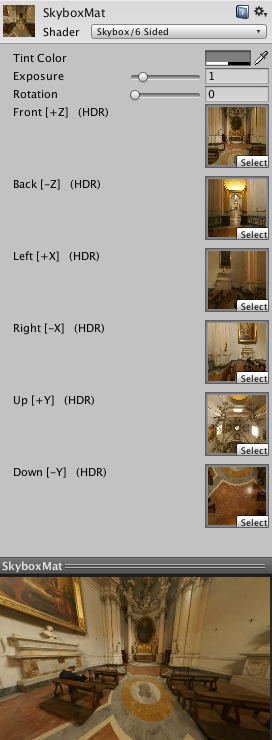 SkyboxMat
Shader Skybox/6 Sided
Tint Color
Exposure 1
Rotation 0
Front [+Z] (HDR)
Select
Back [-Z] (HDR)
Select
Left [+X] (HDR)
Select
Right [-X] (HDR)
Select
Up [+Y] (HDR)
Select
Down [-Y] (HDR)
Select
SkyboxMat